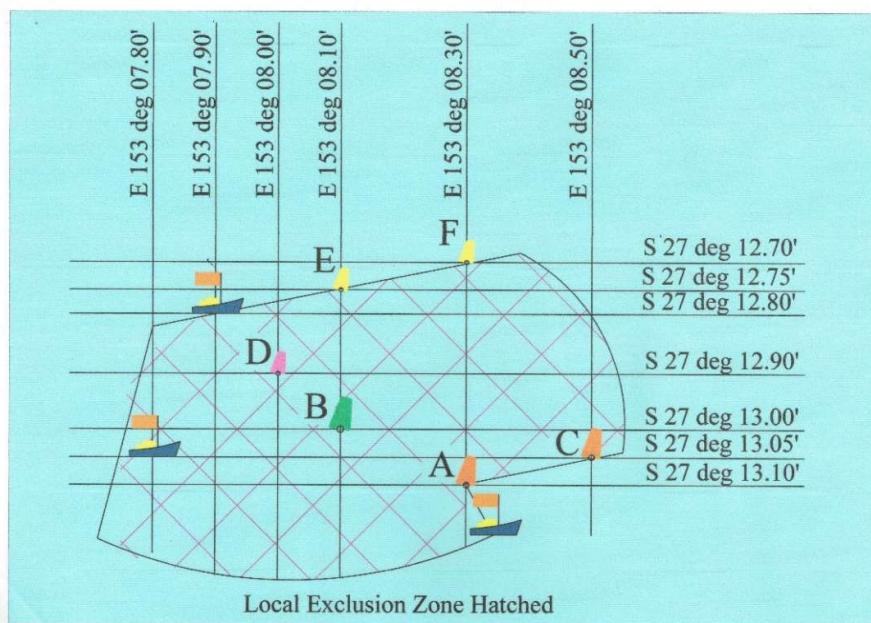 E 153 deg 07.80'
E 153 deg 07.90'
E 153 deg 08.00'
E 153 deg 08.10'
E 153 deg 08.30'
E 153 deg 08.50'
F
S 27 deg 12.70'
E
S 27 deg 12.75'
S 27 deg 12.80'
D
S 27 deg 12.90'
B
S 27 deg 13.00'
C
S 27 deg 13.05'
A
S 27 deg 13.10'
Local Exclusion Zone Hatched